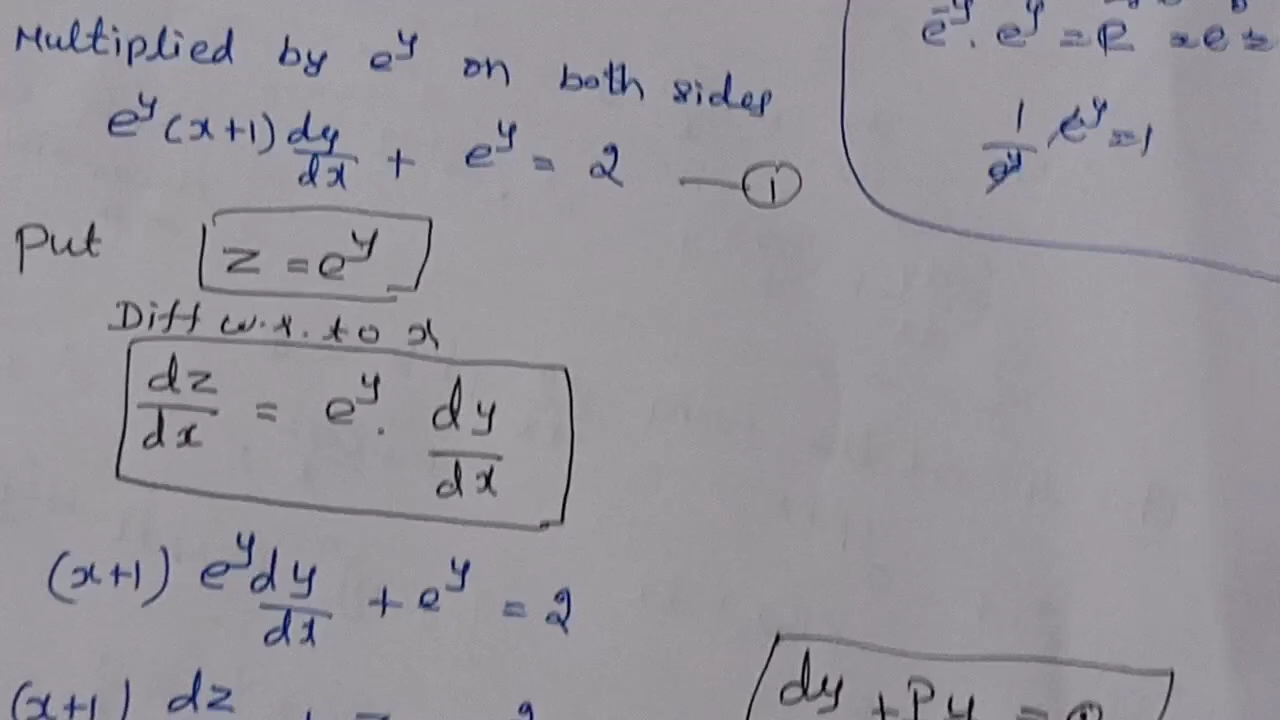 Multiplied by e^y on both sides
e^y (x+1) dy/dx + e^y = 2 —①
Put z = e^y
Diff w.r. to x
dz/dx = e^y . dy/dx
(x+1) e^y dy/dx + e^y = 2
(x+1) dz
e^-y . e^y = e
1/e^y . e^y = 1
dy + Py =